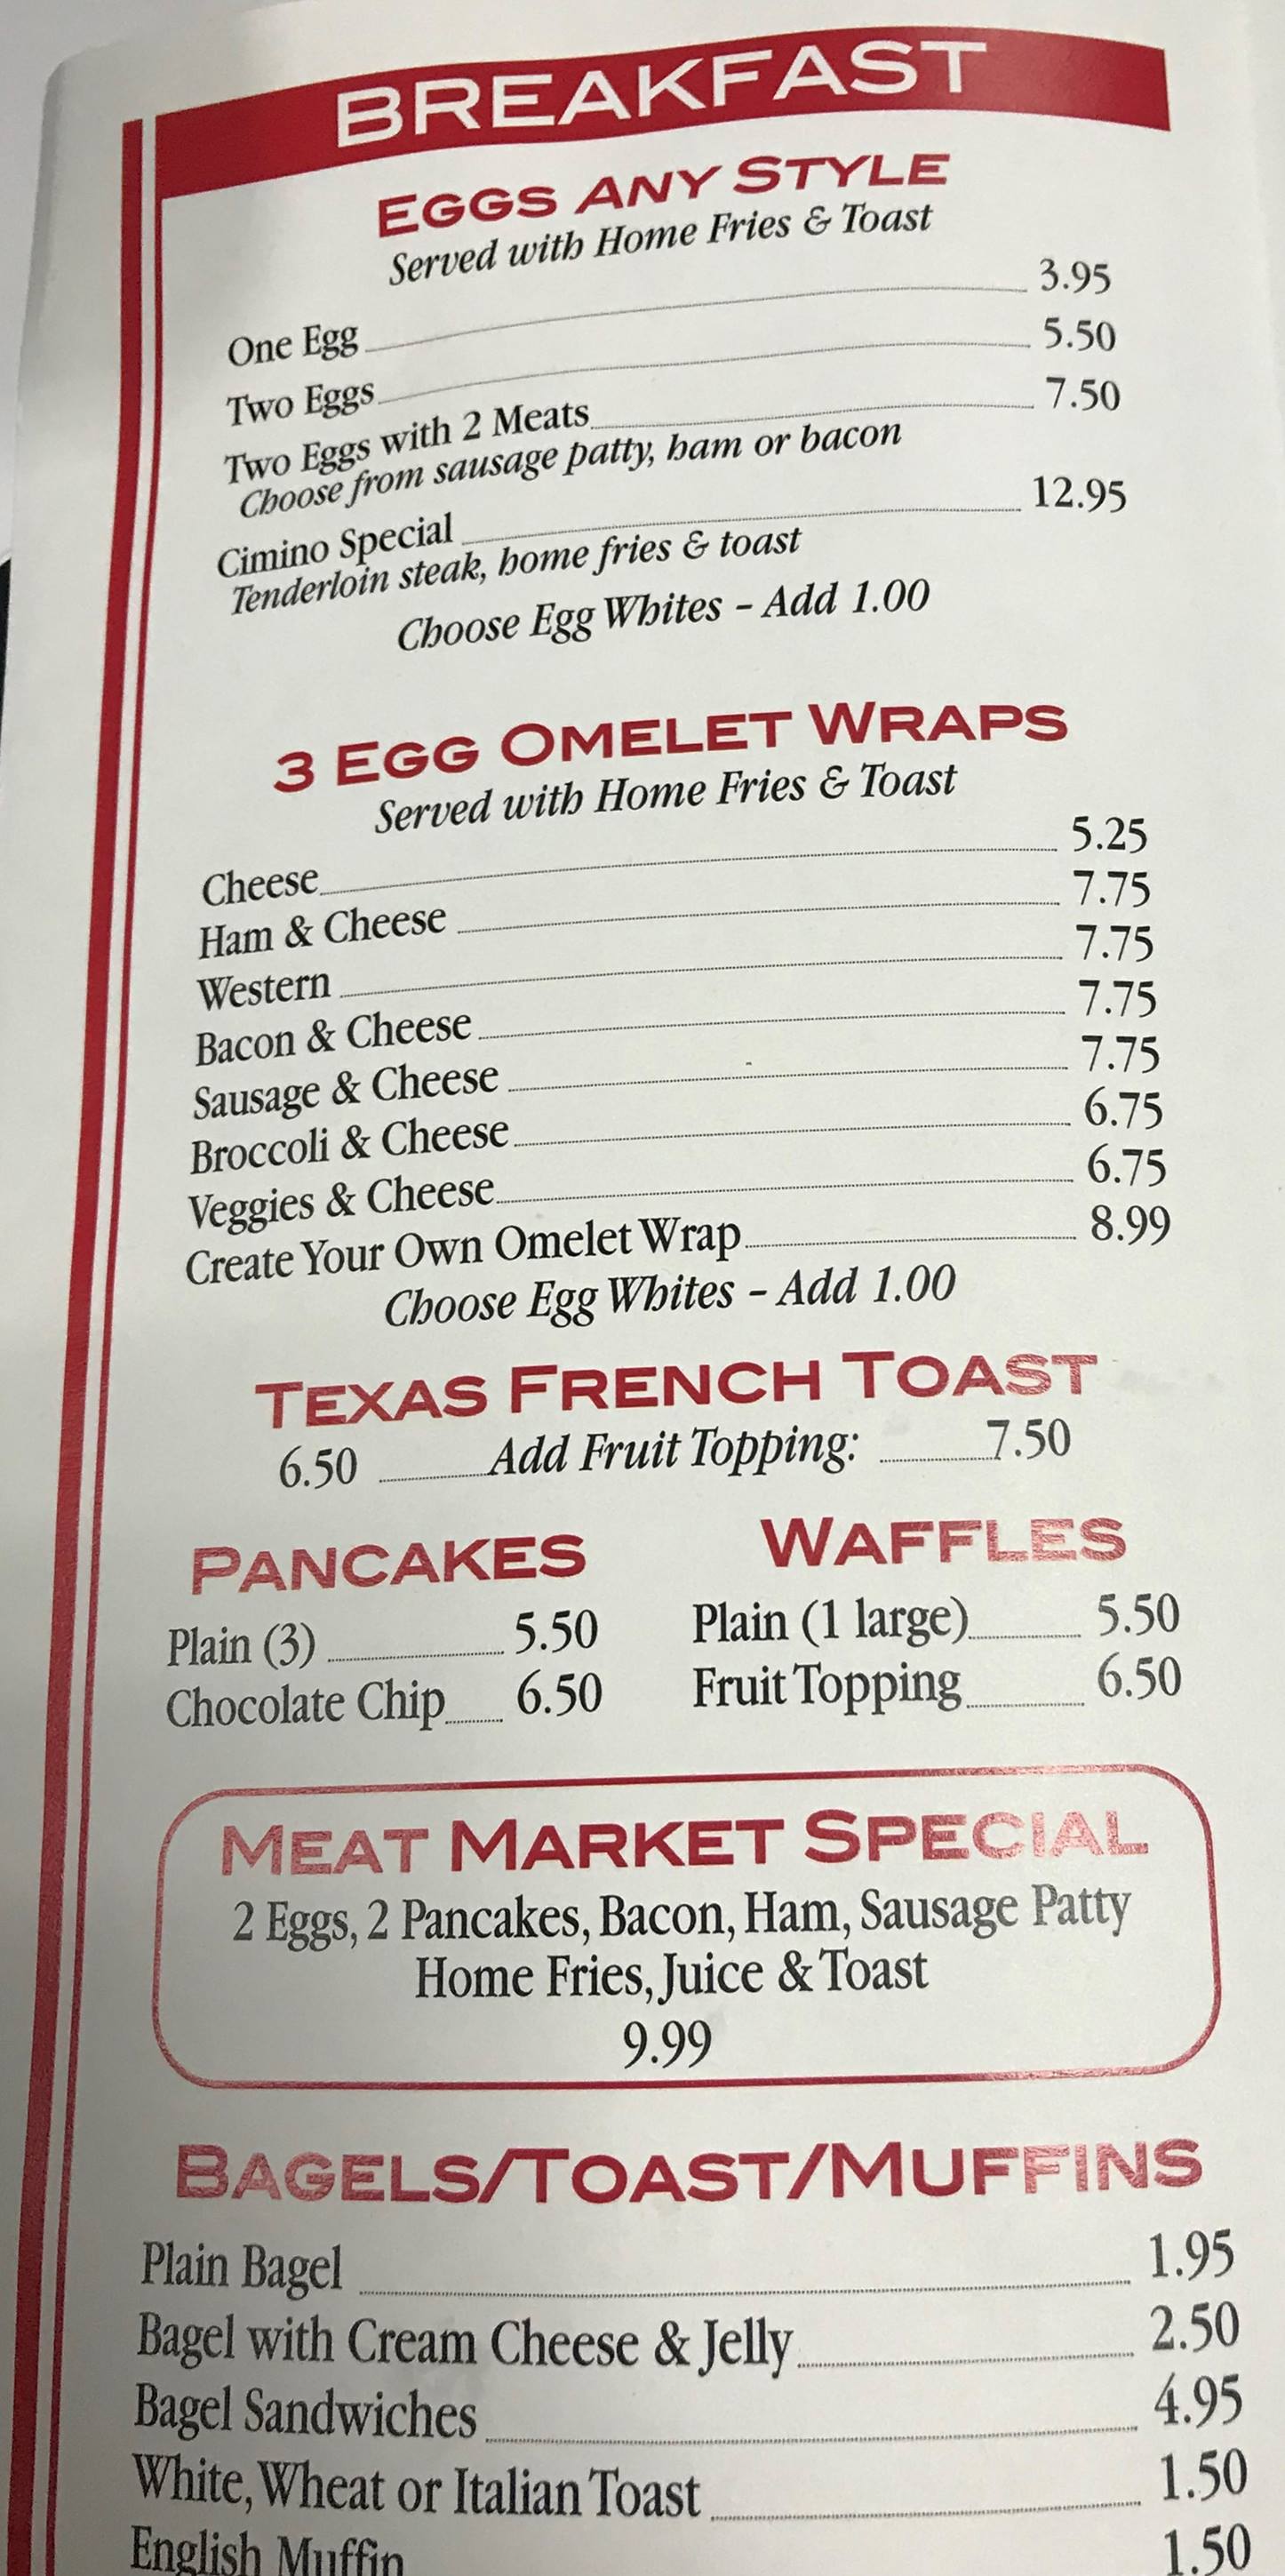 BREAKFAST
EGGS ANY STYLE
Served with Home Fries & Toast
One Egg 3.95
Two Eggs 5.50
Two Eggs with 2 Meats 7.50
Choose from sausage patty, ham or bacon
Cimino Special 12.95
Tenderloin steak, home fries & toast
Choose Egg Whites - Add 1.00
3 EGG OMELET WRAPS
Served with Home Fries & Toast
Cheese 5.25
Ham & Cheese 7.75
Western 7.75
Bacon & Cheese 7.75
Sausage & Cheese 7.75
Broccoli & Cheese 6.75
Veggies & Cheese 6.75
Create Your Own Omelet Wrap 8.99
Choose Egg Whites - Add 1.00
TEXAS FRENCH TOAST
6.50 Add Fruit Topping: 7.50
PANCAKES
Plain (3) 5.50
Chocolate Chip 6.50
WAFFLES
Plain (1 large) 5.50
Fruit Topping 6.50
MEAT MARKET SPECIAL
2 Eggs, 2 Pancakes, Bacon, Ham, Sausage Patty
Home Fries, Juice & Toast
9.99
BAGELS/TOAST/MUFFINS
Plain Bagel 1.95
Bagel with Cream Cheese & Jelly 2.50
Bagel Sandwiches 4.95
White, Wheat or Italian Toast 1.50
English Muffin 1.50